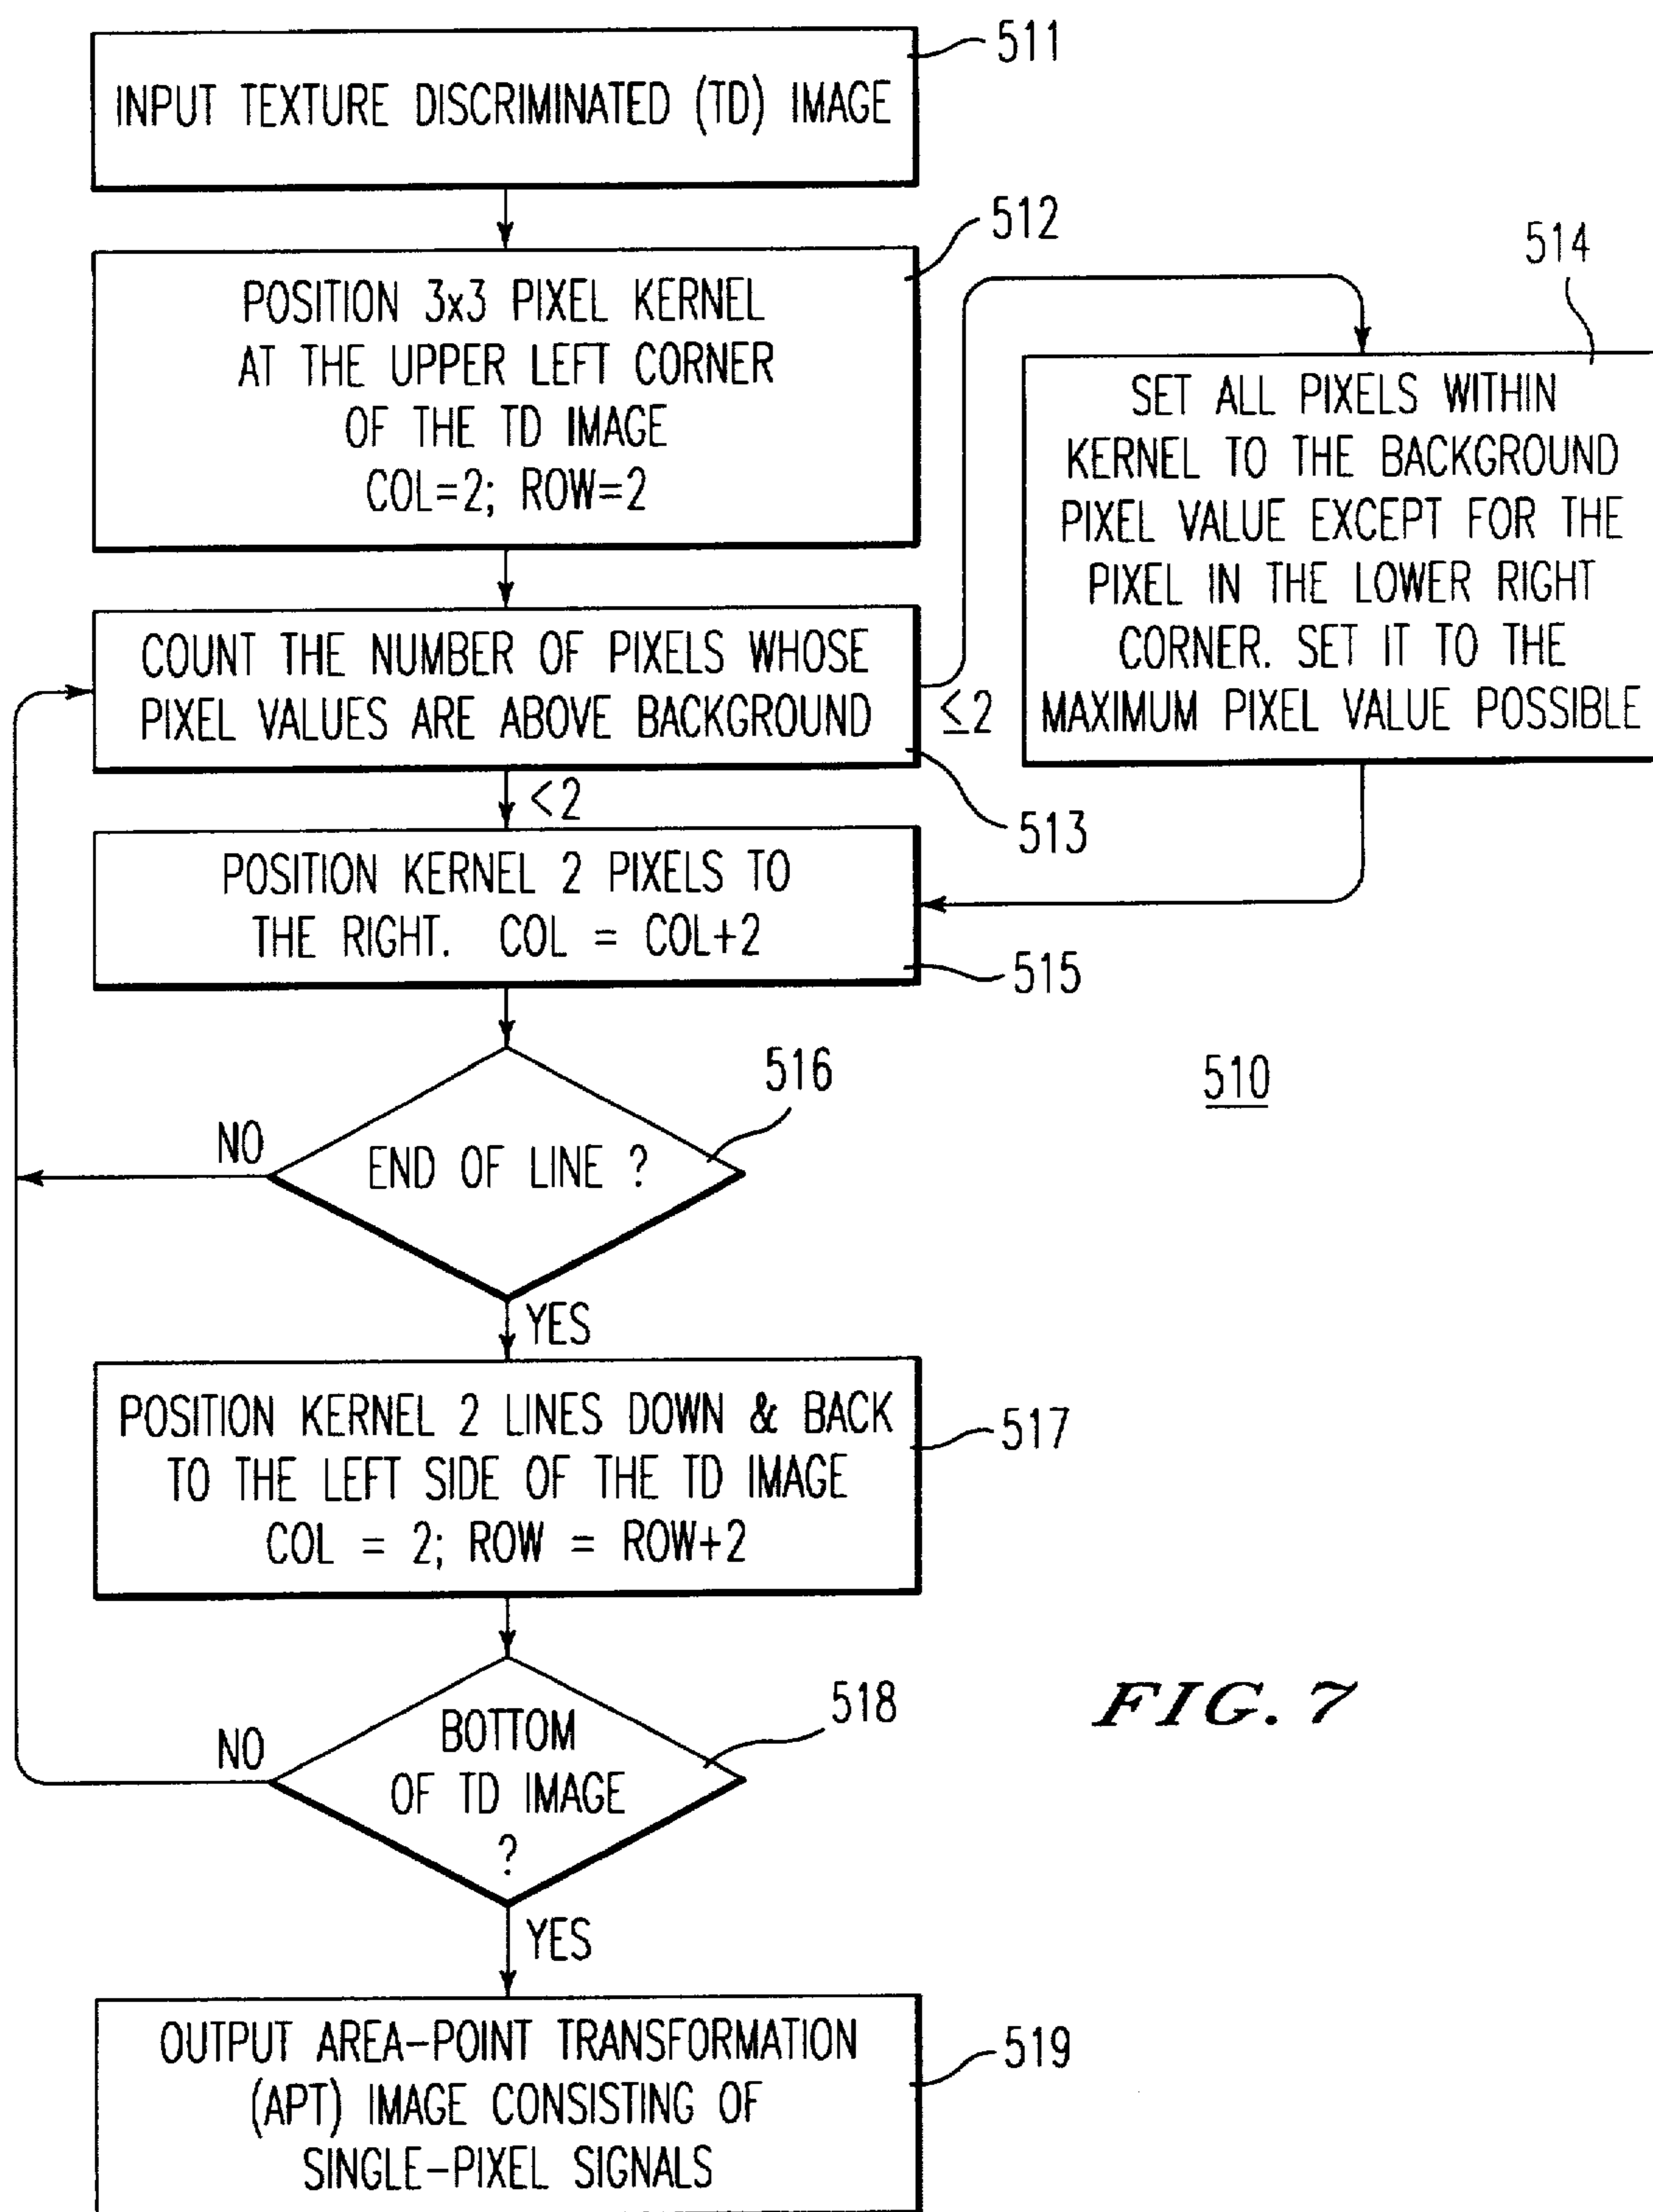 511
INPUT TEXTURE DISCRIMINATED (TD) IMAGE
512
POSITION 3x3 PIXEL KERNEL
AT THE UPPER LEFT CORNER
OF THE TD IMAGE
COL=2; ROW=2
514
SET ALL PIXELS WITHIN
KERNEL TO THE BACKGROUND
PIXEL VALUE EXCEPT FOR THE
PIXEL IN THE LOWER RIGHT
CORNER. SET IT TO THE
MAXIMUM PIXEL VALUE POSSIBLE
COUNT THE NUMBER OF PIXELS WHOSE
PIXEL VALUES ARE ABOVE BACKGROUND
≤2
513
<2
POSITION KERNEL 2 PIXELS TO
THE RIGHT. COL = COL+2
515
516
510
NO
END OF LINE ?
YES
POSITION KERNEL 2 LINES DOWN & BACK
TO THE LEFT SIDE OF THE TD IMAGE
COL = 2; ROW = ROW+2
517
518
NO
BOTTOM
OF TD IMAGE
?
FIG. 7
YES
OUTPUT AREA-POINT TRANSFORMATION
(APT) IMAGE CONSISTING OF
SINGLE-PIXEL SIGNALS
519